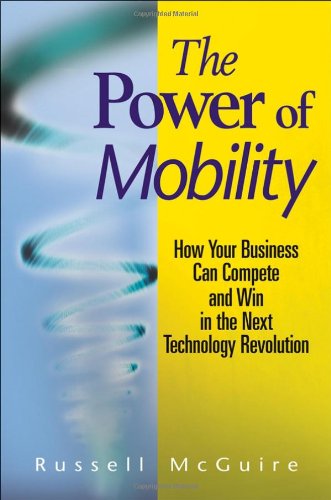 The
Power of
Mobility
How Your Business
Can Compete
and Win
in the Next
Technology Revolution
Russell McGuire